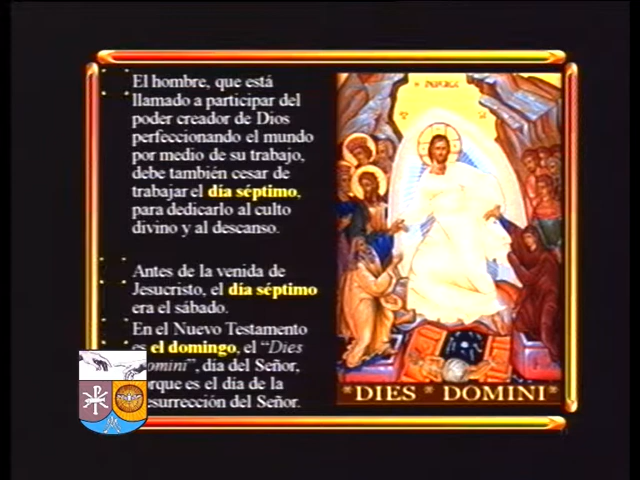 El hombre, que está
llamado a participar del
poder creador de Dios
perfeccionando el mundo
por medio de su trabajo,
debe también cesar de
trabajar el día séptimo,
para dedicarlo al culto
divino y al descanso.
Antes de la venida de
Jesucristo, el día séptimo
era el sábado.
En el Nuevo Testamento
es el domingo, el “Dies
omini”, día del Señor,
orque es el día de la
surrección del Señor.
DIES DOMINI